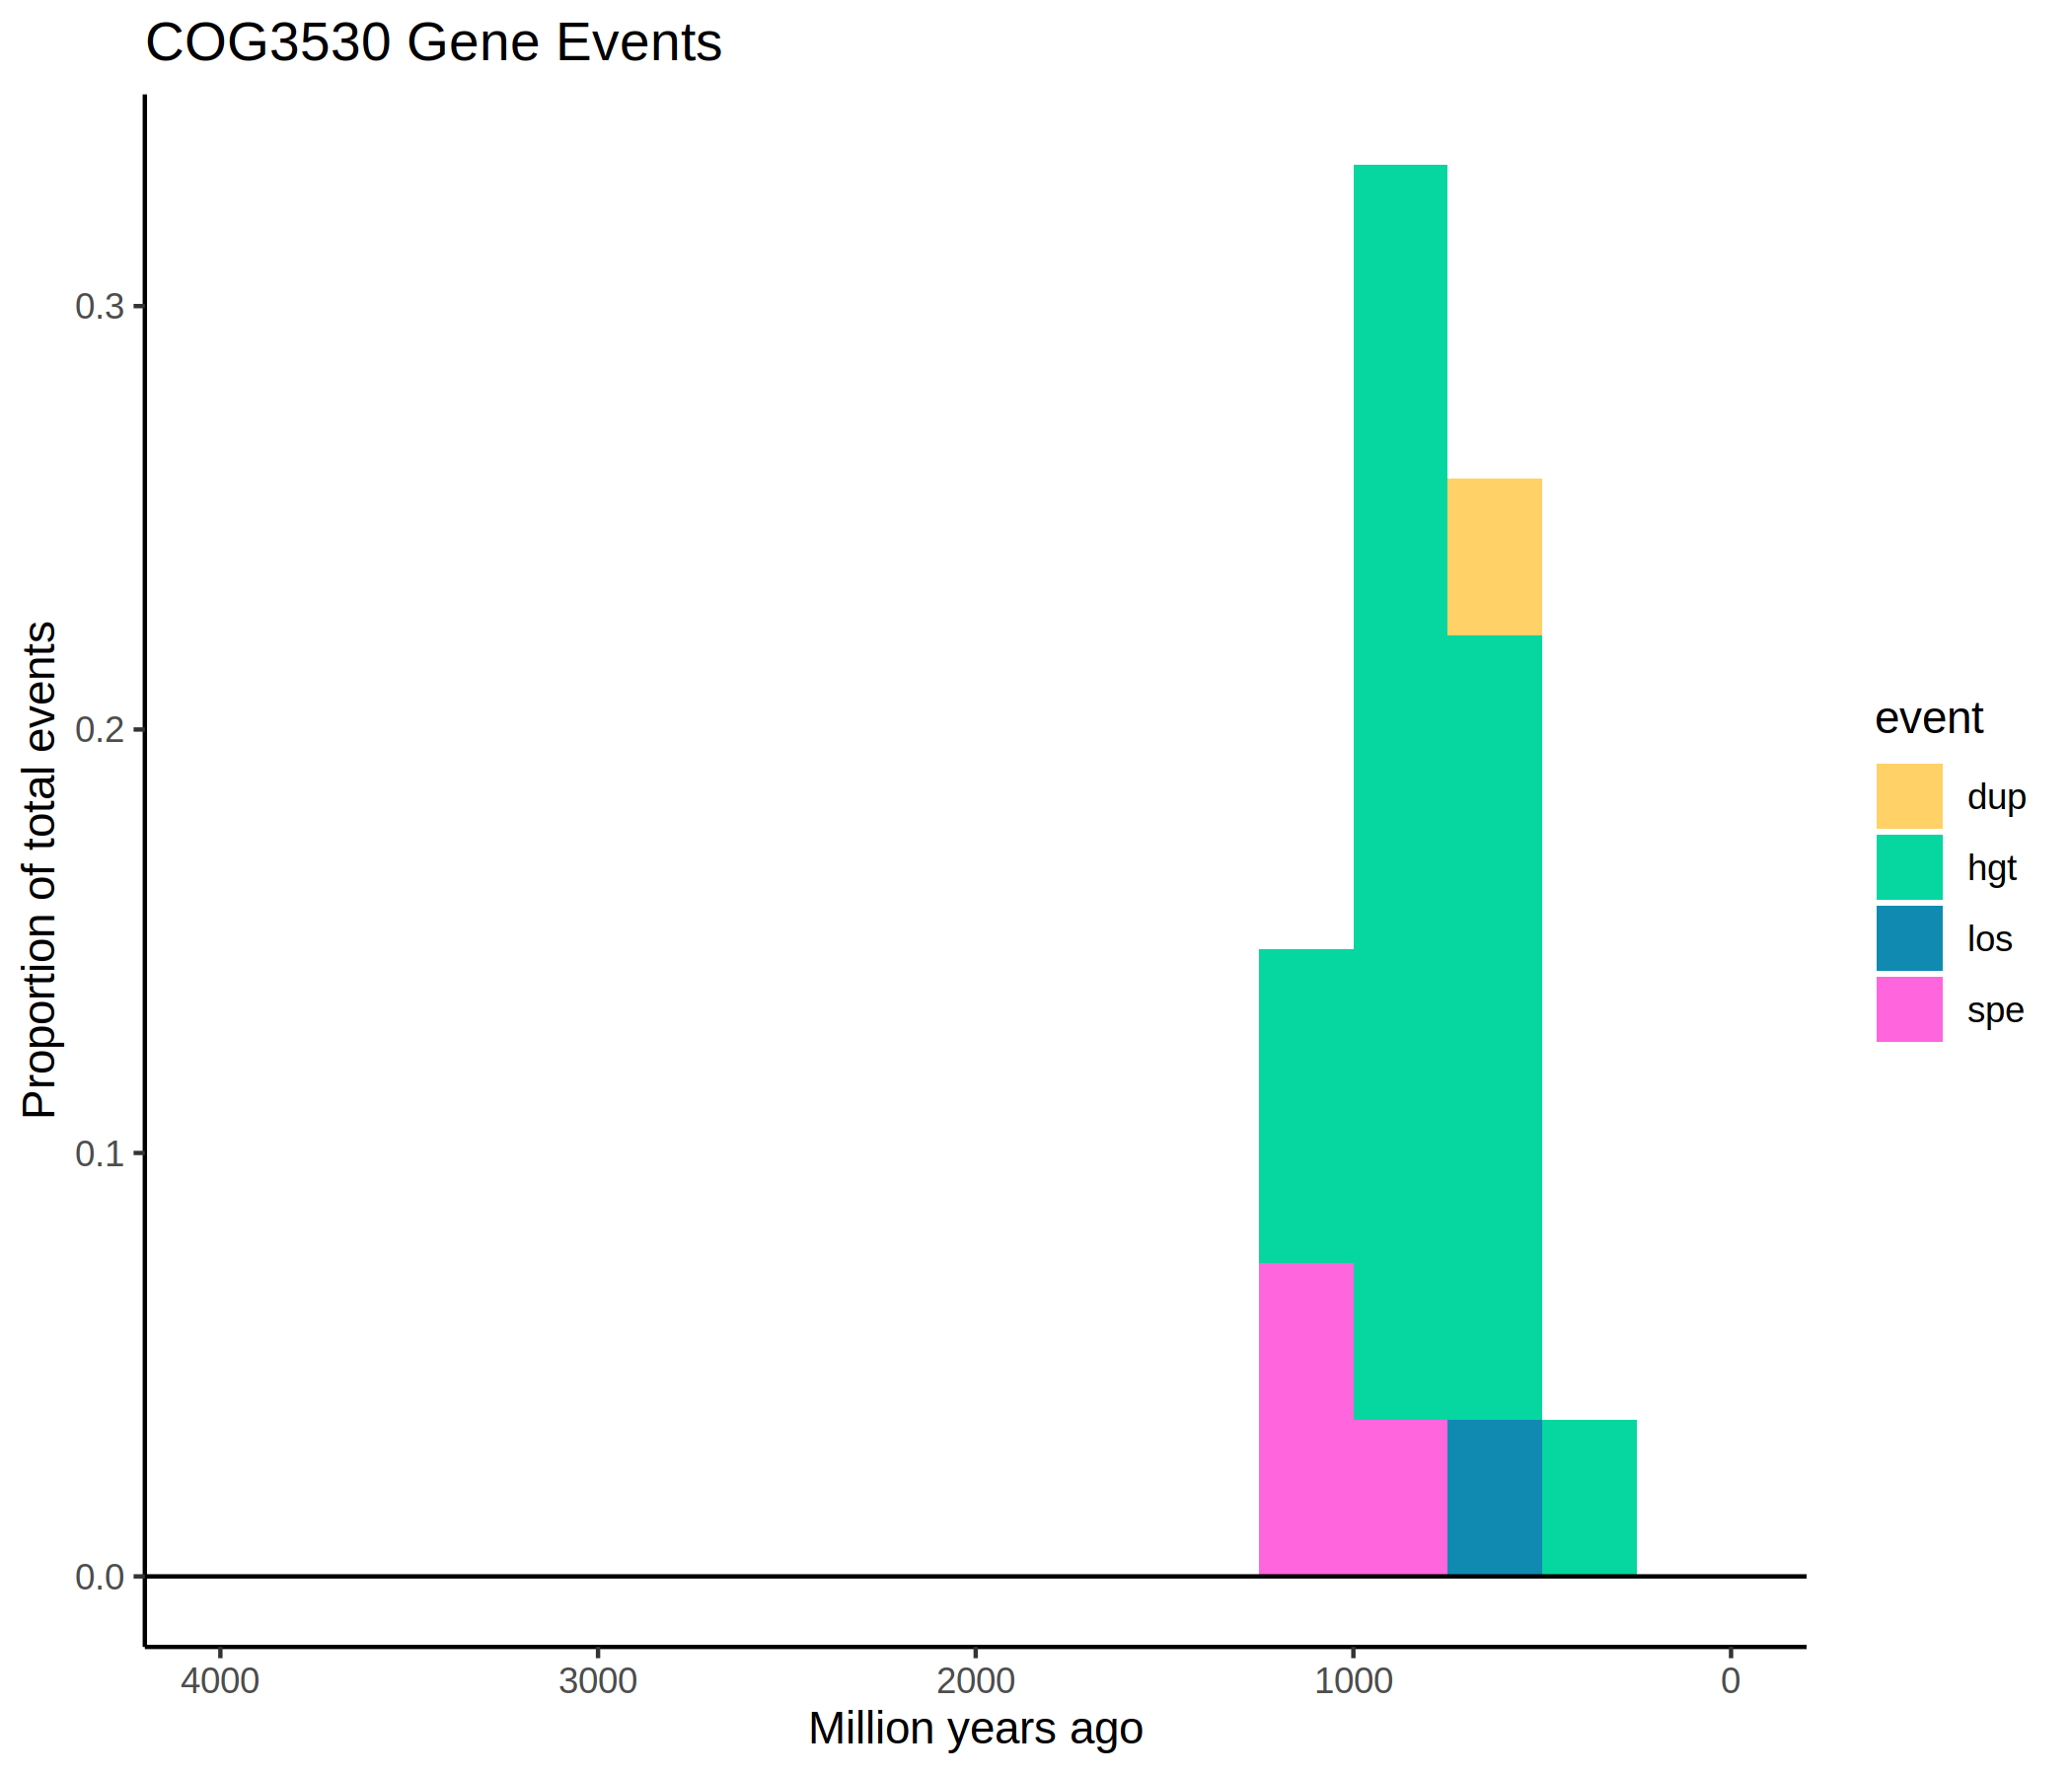 COG3530 Gene Events
Proportion of total events
0.3
0.2
0.1
0.0
4000 3000 2000 1000 0
Million years ago
event
dup
hgt
los
spe